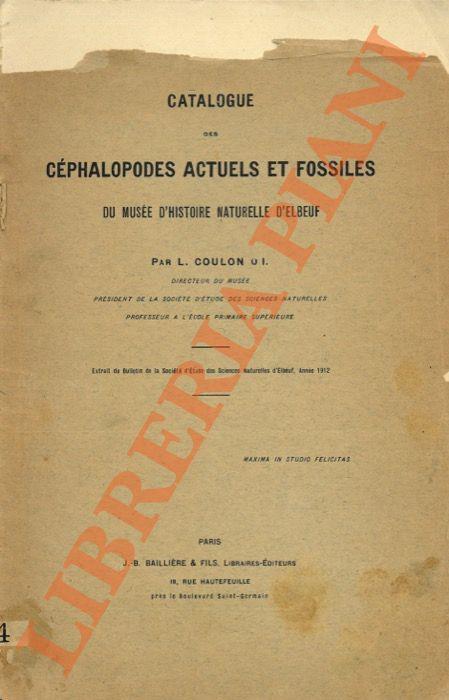 CATALOGUE
DES
CÉPHALOPODES ACTUELS ET FOSSILES
DU MUSÉE D'HISTOIRE NATURELLE D'ELBEUF
PAR L. COULON I.
DIRECTEUR DU MUSÉE
PRÉSIDENT DE LA SOCIÉTÉ D'ÉTUDE DES SCIENCES NATURELLES
PROFESSEUR A L'ÉCOLE PRIMAIRE SUPÉRIEURE
Extrait du Bulletin de la Société d'Étude des Sciences Naturelles d'Elbeuf, Année 1912
MAXIMA IN STUDIO FELICITAS
PARIS
J.-B. BAILLIÈRE & FILS, LIBRAIRES-ÉDITEURS
19, RUE HAUTEFEUILLE
près le Boulevard Saint-Germain
4
LIBRERIA PIANI